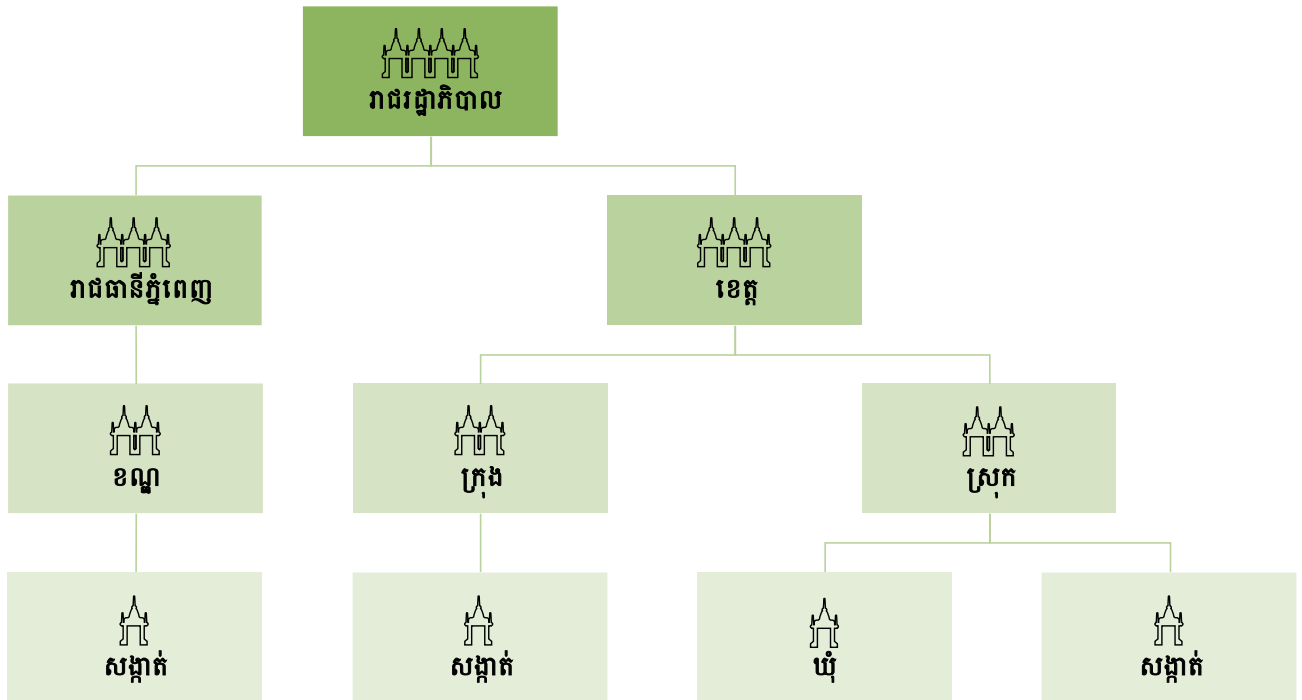 រាជរដ្ឋាភិបាល
រាជធានីភ្នំពេញ
ខេត្ត
ខណ្ឌ
ក្រុង
ស្រុក
សង្កាត់
សង្កាត់
ឃុំ
សង្កាត់